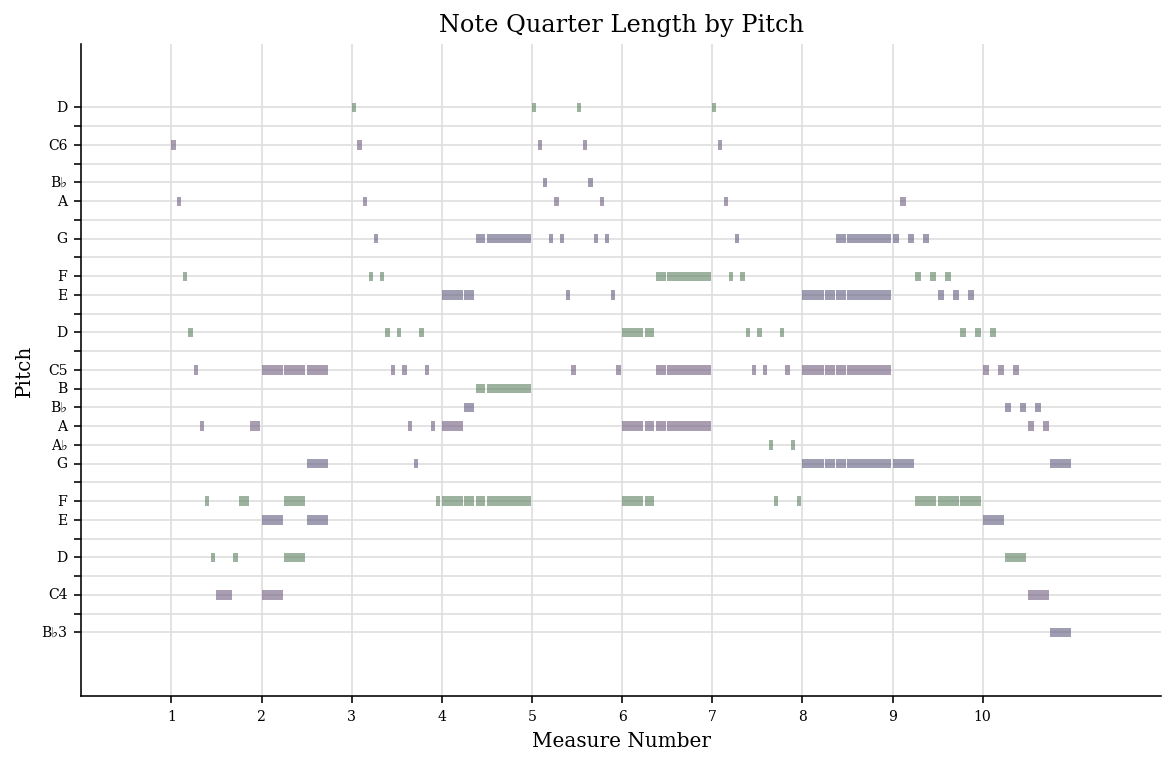 Note Quarter Length by Pitch
Pitch
D
C6
B♭
A
G
F
E
D
C5
B
B♭
A
A♭
G
F
E
D
C4
B♭3
1 2 3 4 5 6 7 8 9 10
Measure Number